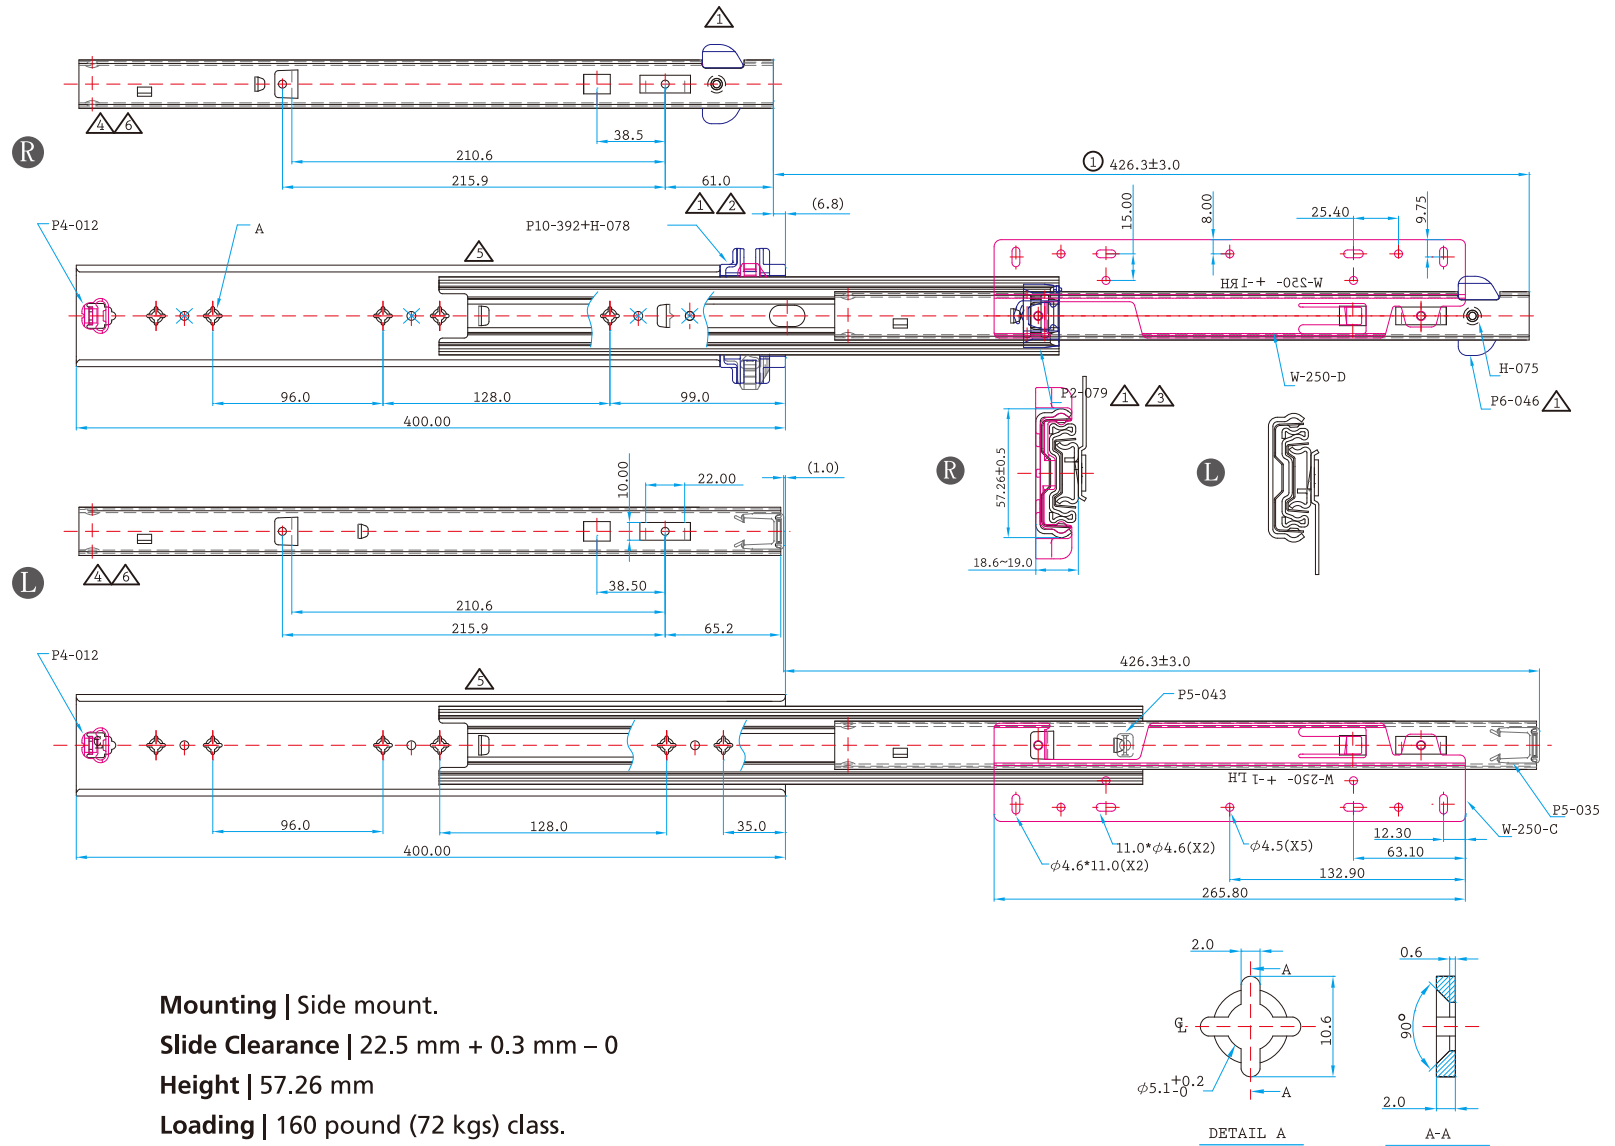 1
4 6
R
38.5
210.6
215.9
61.0
① 426.3±3.0
1 2
(6.8)
P4-012
A
5
P10-392+H-078
15.00
8.00
25.40
9.75
W-250- +-1RH
96.0
128.0
99.0
400.00
W-250-D
H-075
P2-079 1 3
P6-046 1
R
57.26±0.5
18.6~19.0
L
10.00
22.00
(1.0)
4 6
L
38.50
210.6
215.9
65.2
P4-012
5
426.3±3.0
P5-043
W-250- +-1LH
96.0
128.0
35.0
400.00
P5-035
W-250-C
12.30
11.0*φ4.6(X2)
φ4.5(X5)
63.10
φ4.6*11.0(X2)
132.90
265.80
2.0
A
10.6
φ5.1+0.2-0
A
DETAIL A
0.6
90°
2.0
A-A
Mounting | Side mount.
Slide Clearance | 22.5 mm + 0.3 mm – 0
Height | 57.26 mm
Loading | 160 pound (72 kgs) class.